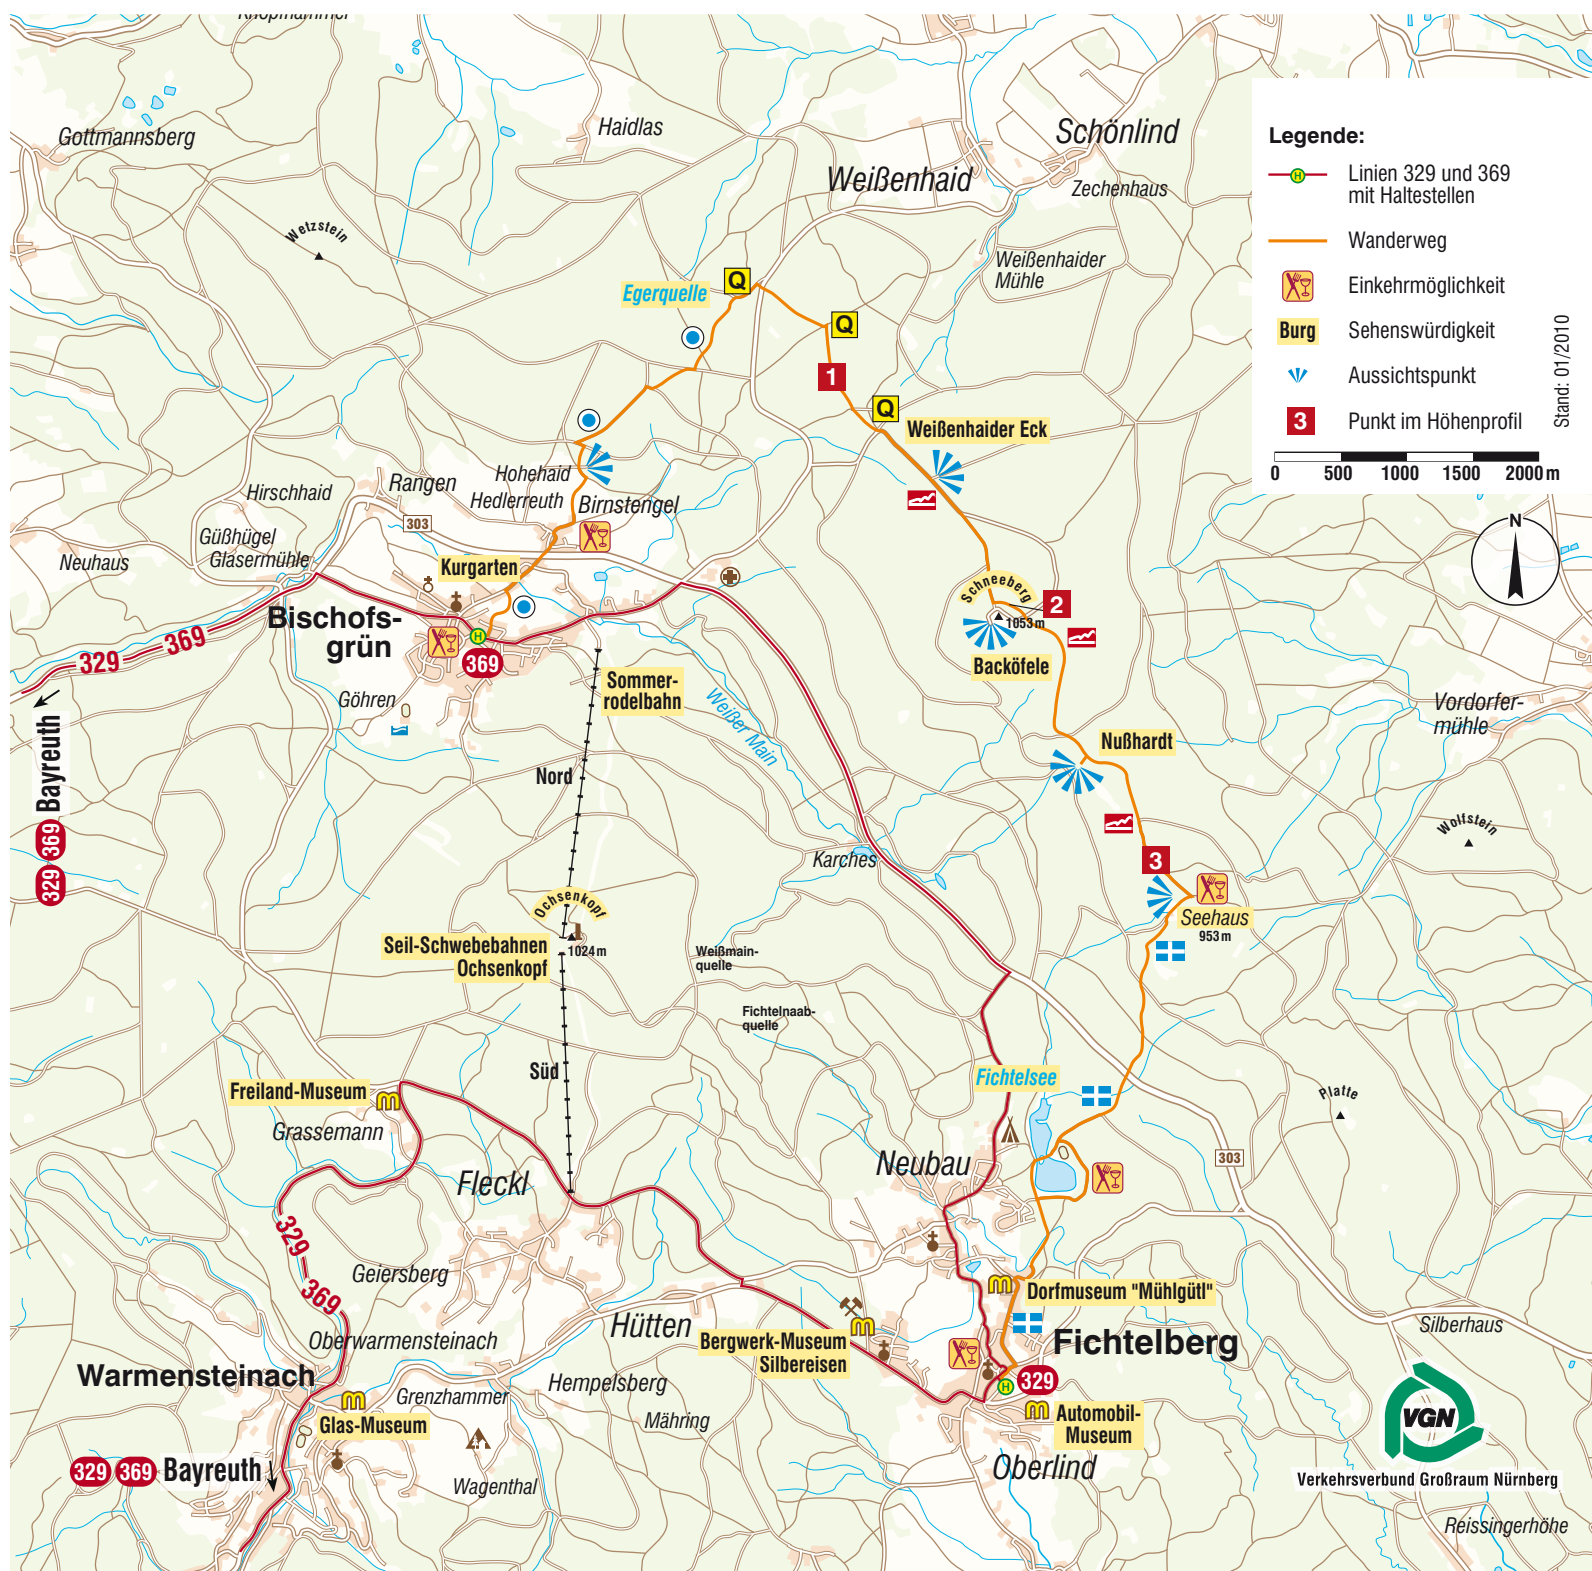 Knopfhammer
Gottmannsberg
Haidlas
Schönlind
Weißenhaid
Zechenhaus
Wetzstein
Weißenhaider
Mühle
Egerquelle
Q
Q
1
Q
Weißenhaider Eck
Legende:
H
Linien 329 und 369
mit Haltestellen
Wanderweg
Einkehrmöglichkeit
Burg
Sehenswürdigkeit
Aussichtspunkt
3
Punkt im Höhenprofil
0 500 1000 1500 2000 m
Stand: 01/2010
N
Hohehaid
Hedlerreuth
Birnstengel
Rangen
Hirschhaid
303
Güßhügel
Glasermühle
Neuhaus
Kurgarten
Bischofs-
grün
H
369
329
369
Göhren
Bayreuth
329 369
Sommer-
rodelbahn
Weißer Main
Schneeberg
2
1053 m
Backöfele
Nußhardt
Vordorfer-
mühle
Wolfstein
Nord
Karches
3
Seehaus
953 m
Ochsenkopf
1024 m
Seil-Schwebebahnen
Ochsenkopf
Weißmain-
quelle
Fichtelnaab-
quelle
Süd
Fichtelsee
Platte
Freiland-Museum
Grassemann
Fleckl
Neubau
303
329
369
Geiersberg
Oberwarmensteinach
Hütten
Dorfmuseum "Mühlgütl"
Bergwerk-Museum
Silbereisen
Fichtelberg
Silberhaus
Warmensteinach
Grenzhammer
Hempelsberg
Mähring
H
329
Glas-Museum
Automobil-
Museum
329 369 Bayreuth
Wagenthal
Oberlind
VGN
Verkehrsverbund Großraum Nürnberg
Reissingerhöhe